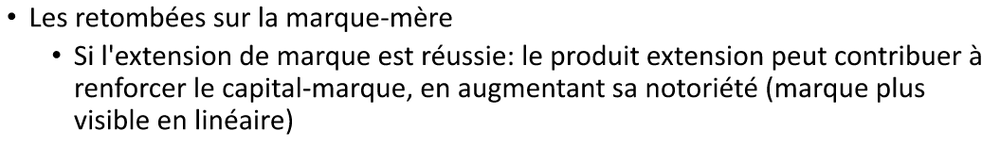 • Les retombées sur la marque-mère
• Si l'extension de marque est réussie: le produit extension peut contribuer à
renforcer le capital-marque, en augmentant sa notoriété (marque plus
visible en linéaire)